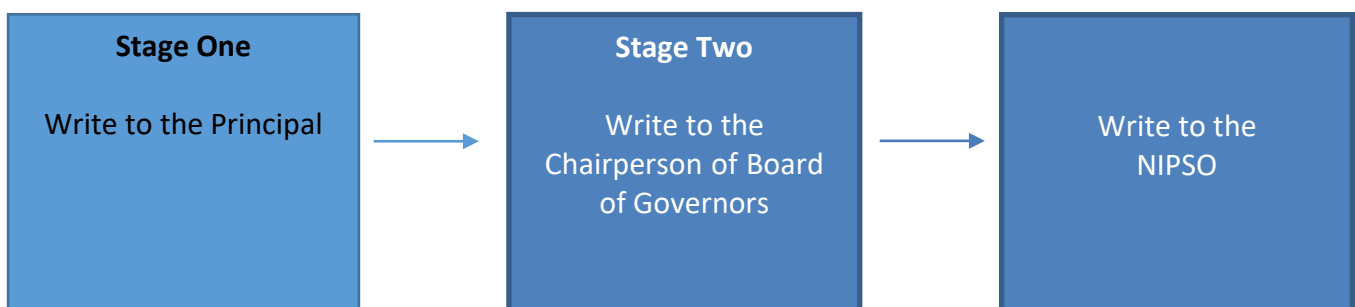 Stage One
Write to the Principal
Stage Two
Write to the
Chairperson of Board
of Governors
Write to the
NIPSO